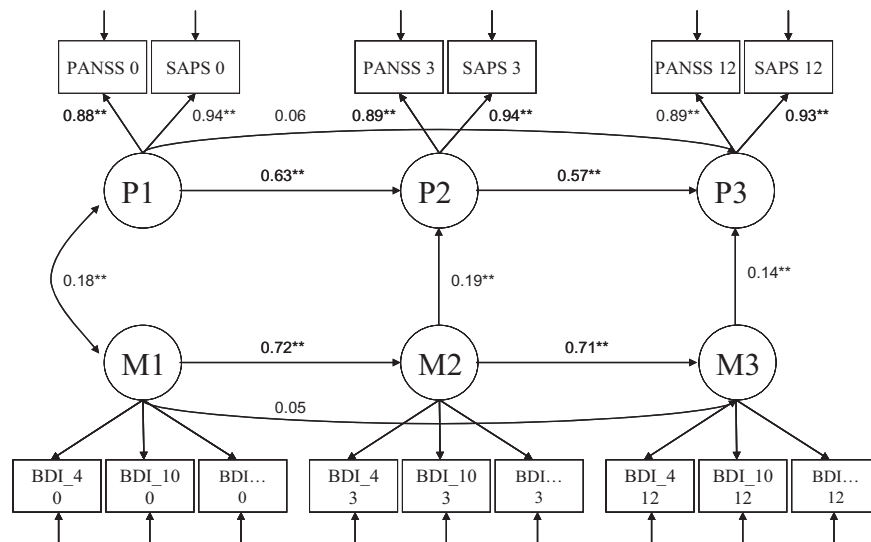 PANSS 0 SAPS 0 PANSS 3 SAPS 3 PANSS 12 SAPS 12
0.88** 0.94** 0.06 0.89** 0.94** 0.89** 0.93**
P1 0.63** P2 0.57** P3
0.18** 0.19** 0.14**
M1 0.72** M2 0.71** M3
0.05
BDI_4 BDI_10 BDI… BDI_4 BDI_10 BDI… BDI_4 BDI_10 BDI…
0 0 0 3 3 3 12 12 12